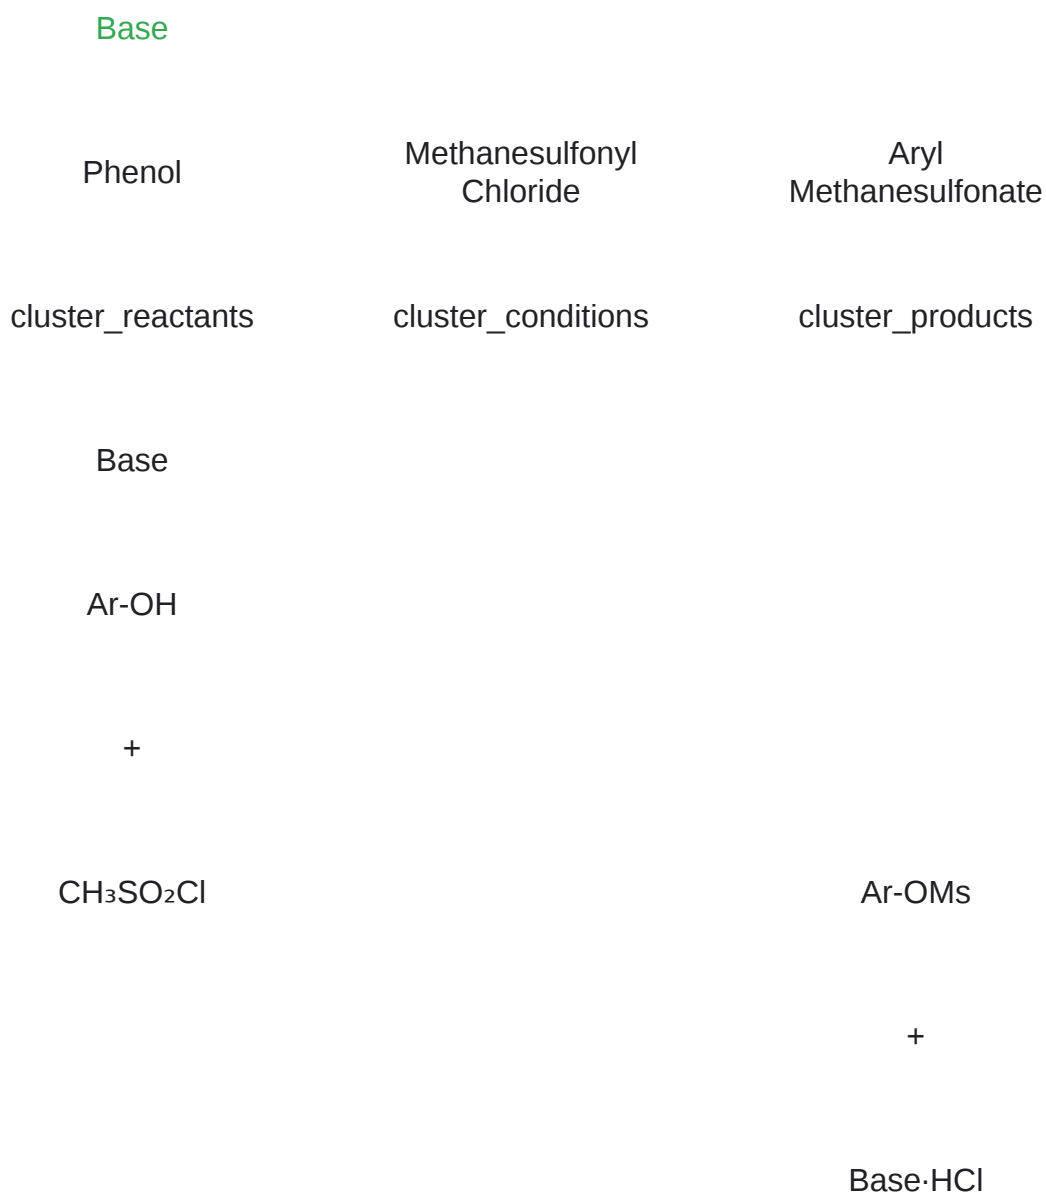 Base
Phenol
Methanesulfonyl
Chloride
Aryl
Methanesulfonate
cluster_reactants
cluster_conditions
cluster_products
Base
Ar-OH
+
CH₃SO₂Cl
Ar-OMs
+
Base·HCl